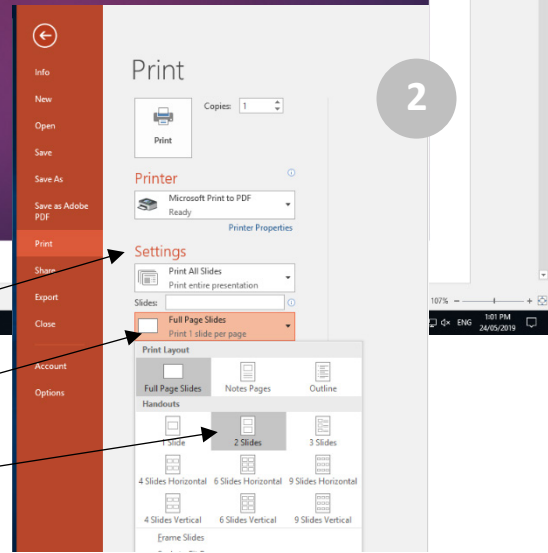 Info
New
Open
Save
Save As
Save as Adobe
PDF
Print
Share
Export
Close
Account
Options
Print
Copies: 1
Print
2
Printer
Microsoft Print to PDF
Ready
Printer Properties
Settings
Print All Slides
Print entire presentation
Slides:
Full Page Slides
Print 1 slide per page
Print Layout
Full Page Slides Notes Pages Outline
Handouts
1 Slide 2 Slides 3 Slides
4 Slides Horizontal 6 Slides Horizontal 9 Slides Horizontal
4 Slides Vertical 6 Slides Vertical 9 Slides Vertical
Frame Slides
107%
ENG 1:01 PM
24/05/2019